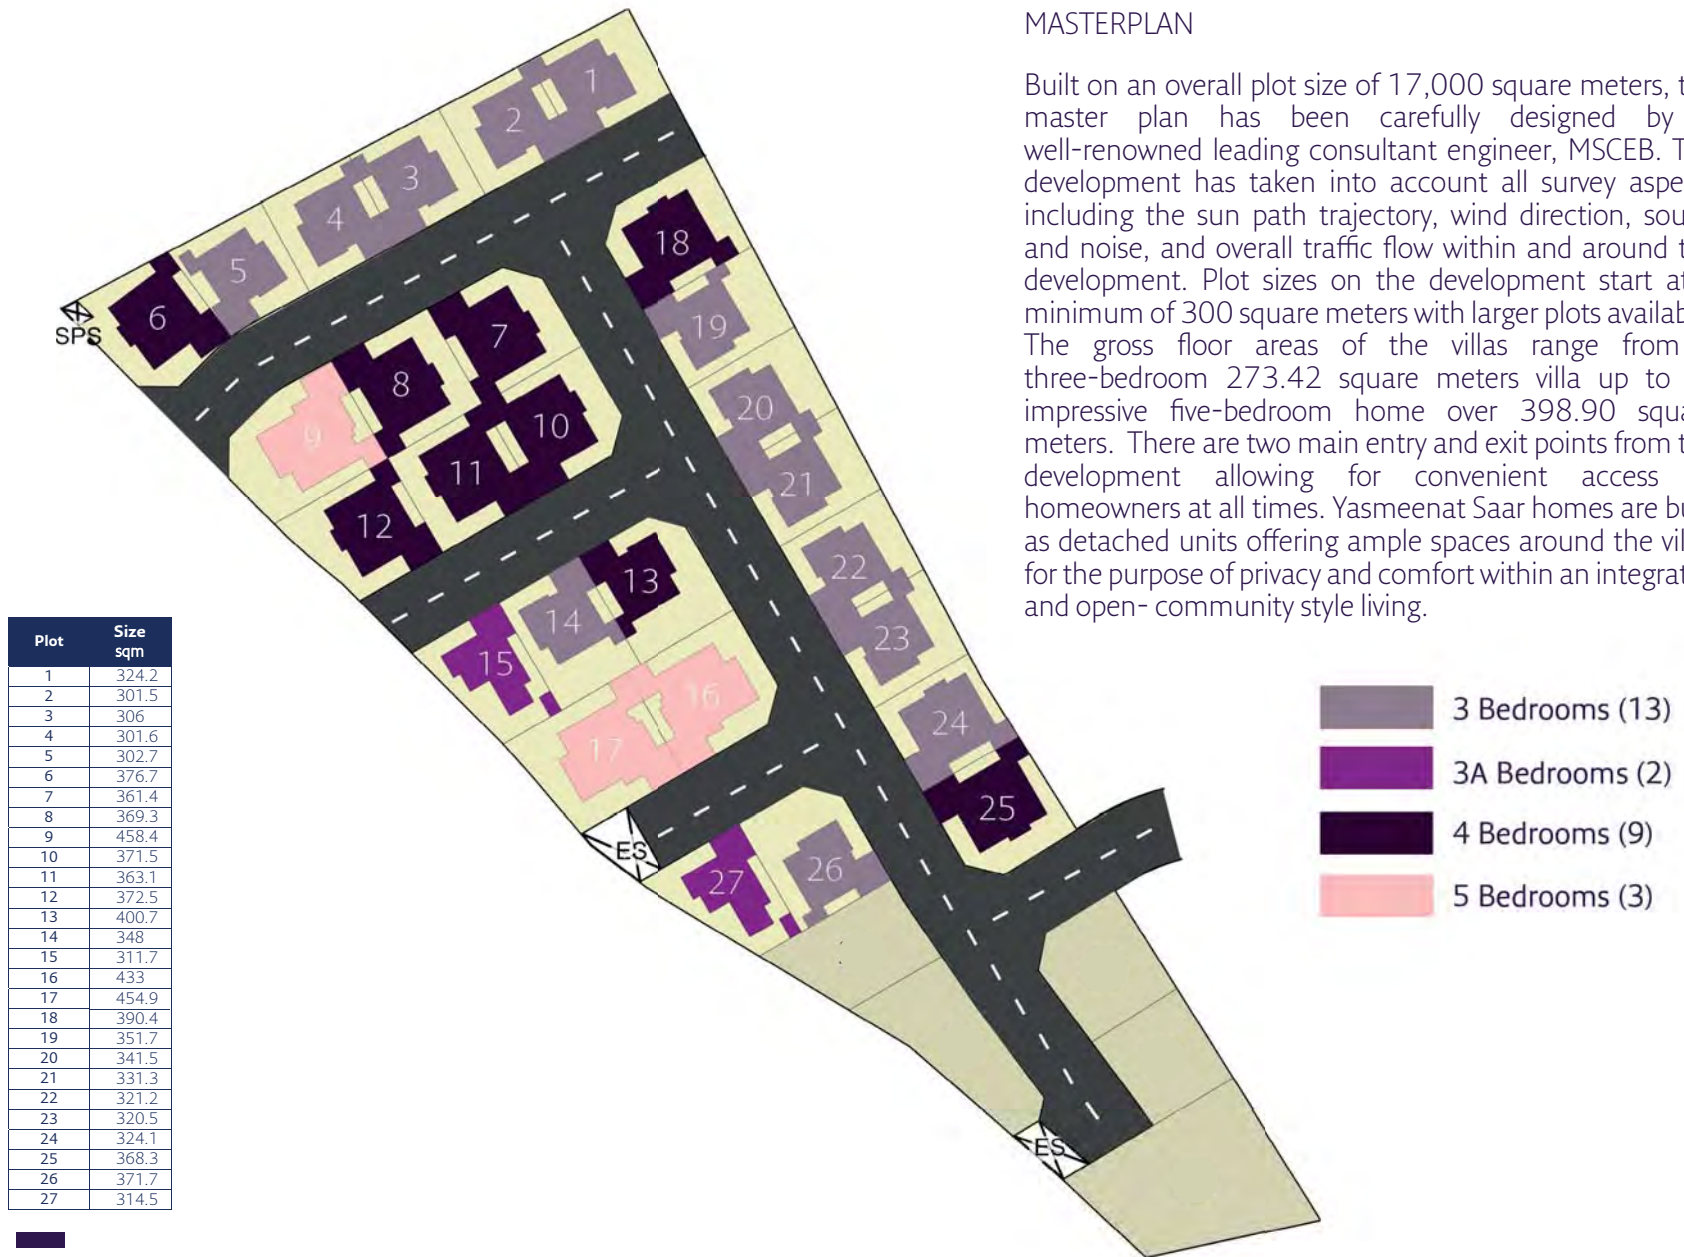 MASTERPLAN
Built on an overall plot size of 17,000 square meters,
master plan has been carefully designed by
well-renowned leading consultant engineer, MSCEB.
development has taken into account all survey
including the sun path trajectory, wind direction,
and noise, and overall traffic flow within and around
development. Plot sizes on the development start at
minimum of 300 square meters with larger plots
The gross floor areas of the villas range from
three-bedroom 273.42 square meters villa up to
impressive five-bedroom home over 398.90
meters. There are two main entry and exit points from
development allowing for convenient access
homeowners at all times. Yasmeenat Saar homes are
as detached units offering ample spaces around the
for the purpose of privacy and comfort within an
and open- community style living.
1
2
3
4
5
6
SPS
7
8
9
10
11
12
13
14
15
16
17
18
19
20
21
22
23
24
25
26
27
ES
ES
3 Bedrooms (13)
3A Bedrooms (2)
4 Bedrooms (9)
5 Bedrooms (3)
Plot Size sqm
1 324.2
2 301.5
3 306
4 301.6
5 302.7
6 376.7
7 361.4
8 369.3
9 458.4
10 371.5
11 363.1
12 372.5
13 400.7
14 348
15 311.7
16 433
17 454.9
18 390.4
19 351.7
20 341.5
21 331.3
22 321.2
23 320.5
24 324.1
25 368.3
26 371.7
27 314.5